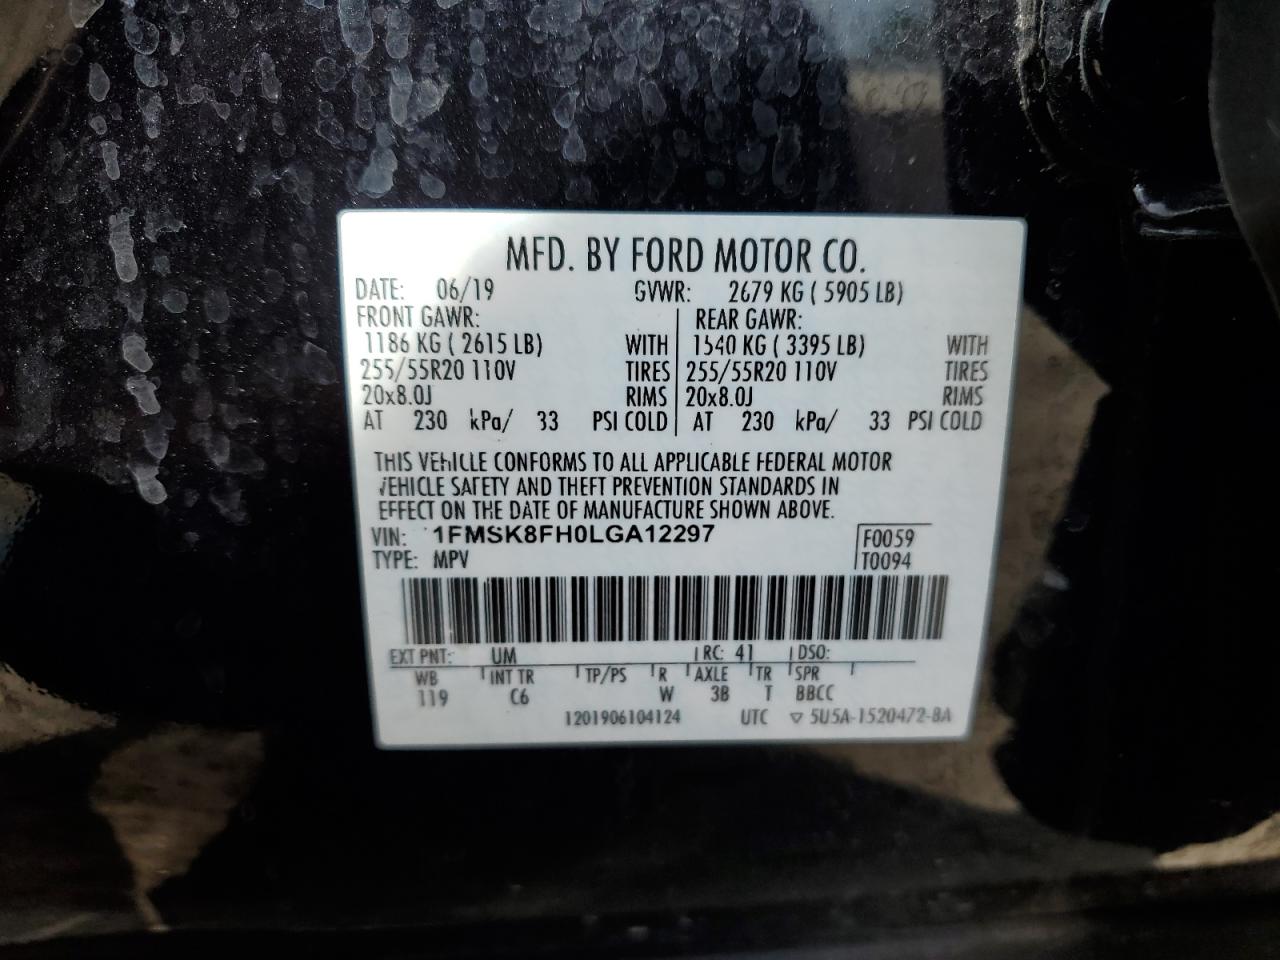 MFD. BY FORD MOTOR CO.
DATE: 06/19 GVWR: 2679 KG ( 5905 LB)
FRONT GAWR: REAR GAWR:
1186 KG ( 2615 LB) WITH 1540 KG ( 3395 LB) WITH
255/55R20 110V TIRES 255/55R20 110V TIRES
20x8.0J RIMS 20x8.0J RIMS
AT 230 kPa/ 33 PSI COLD AT 230 kPa/ 33 PSI COLD
THIS VEHICLE CONFORMS TO ALL APPLICABLE FEDERAL MOTOR
VEHICLE SAFETY AND THEFT PREVENTION STANDARDS IN
EFFECT ON THE DATE OF MANUFACTURE SHOWN ABOVE.
VIN: 1FMSK8FH0LGA12297 F0059
TYPE: MPV T0094
EXT PNT: UM RC: 41 DSO:
WB INT TR TP/PS R AXLE TR SPR
119 C6 W 3B T BBCC
1201906104124 UTC ▽ 5U5A-1520472-BA